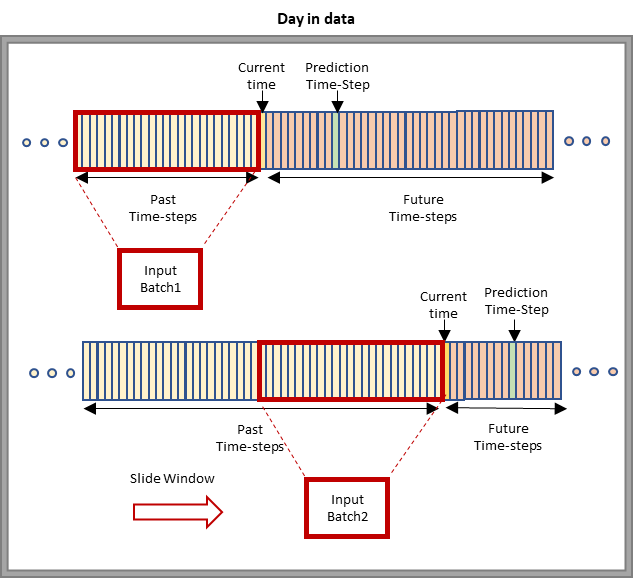 Day in data
Current
time
Prediction
Time-Step
Past
Time-steps
Future
Time-steps
Input
Batch1
Current
time
Prediction
Time-Step
Past
Time-steps
Future
Time-steps
Slide Window
Input
Batch2